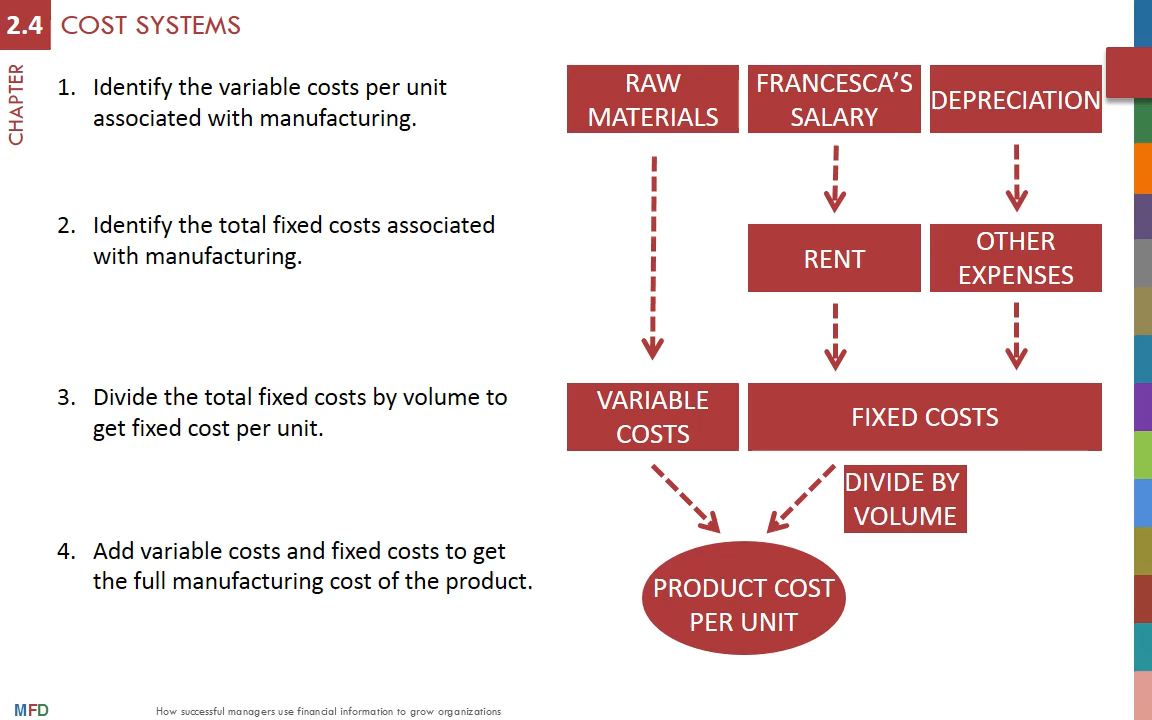 2.4 COST SYSTEMS
CHAPTER
1. Identify the variable costs per unit
associated with manufacturing.
2. Identify the total fixed costs associated
with manufacturing.
3. Divide the total fixed costs by volume to
get fixed cost per unit.
4. Add variable costs and fixed costs to get
the full manufacturing cost of the product.
RAW
MATERIALS
FRANCESCA’S
SALARY
DEPRECIATION
RENT
OTHER
EXPENSES
VARIABLE
COSTS
FIXED COSTS
DIVIDE BY
VOLUME
PRODUCT COST
PER UNIT
MFD
How successful managers use financial information to grow organizations